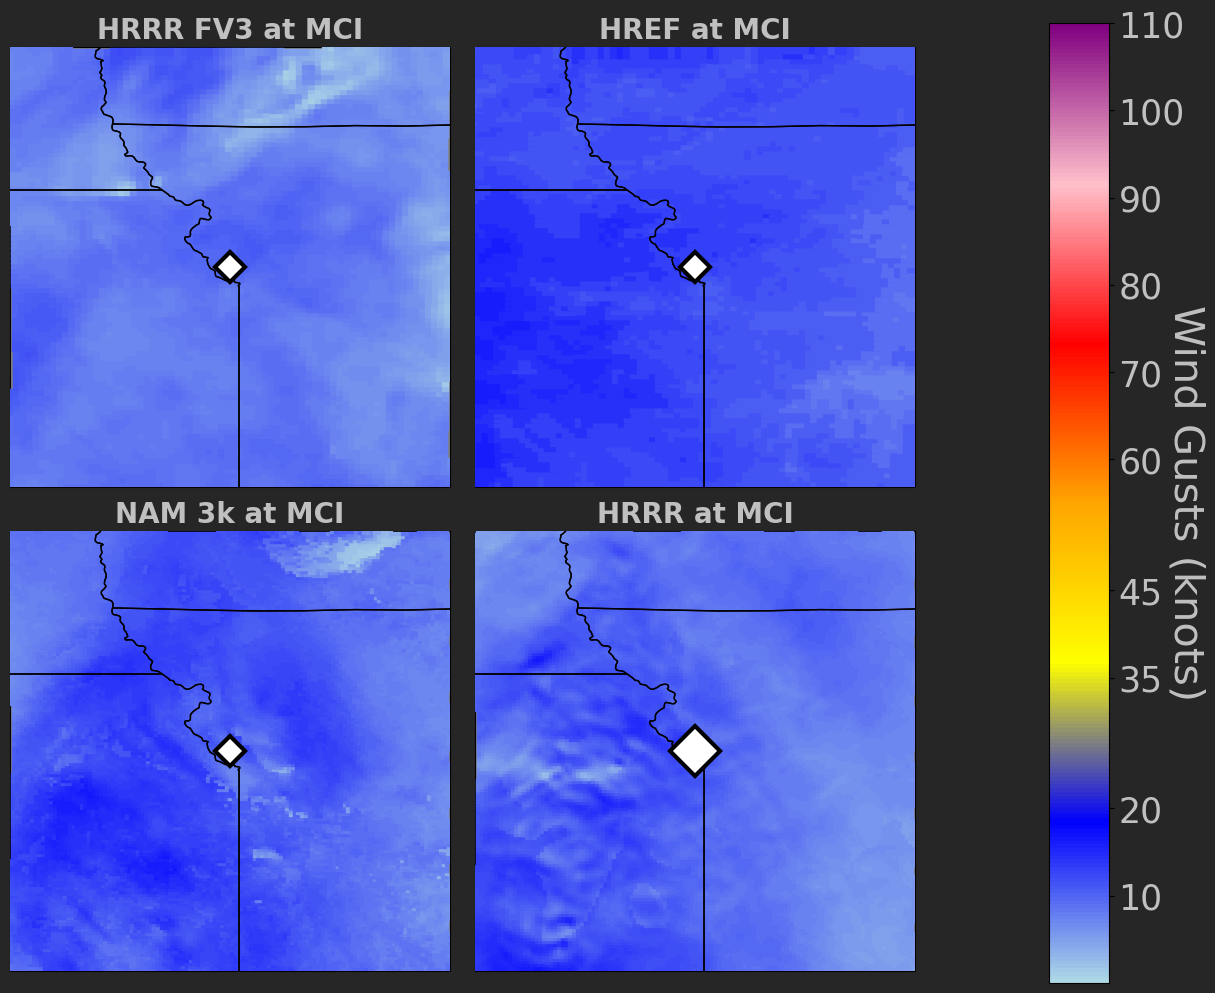 HRRR FV3 at MCI
HREF at MCI
NAM 3k at MCI
HRRR at MCI
110
100
90
80
70
60
45
35
20
10
Wind Gusts (knots)